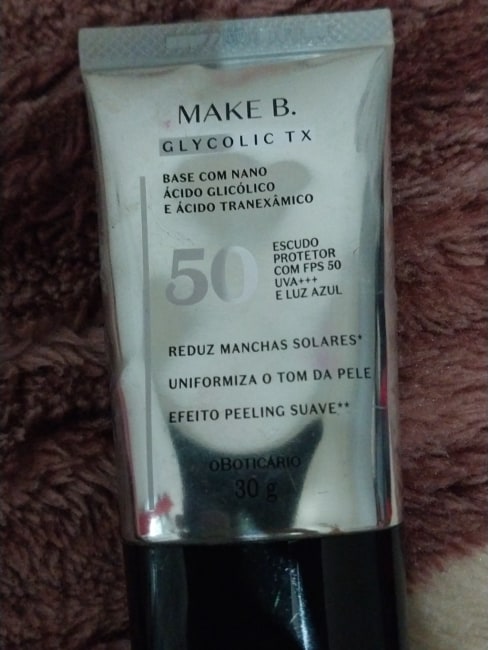 MAKE B.
GLYCOLIC TX
BASE COM NANO
ÁCIDO GLICÓLICO
E ÁCIDO TRANEXÂMICO
50
ESCUDO
PROTETOR
COM FPS 50
UVA+++
E LUZ AZUL
REDUZ MANCHAS SOLARES*
UNIFORMIZA O TOM DA PELE
EFEITO PEELING SUAVE**
OBOTICÁRIO
30 g